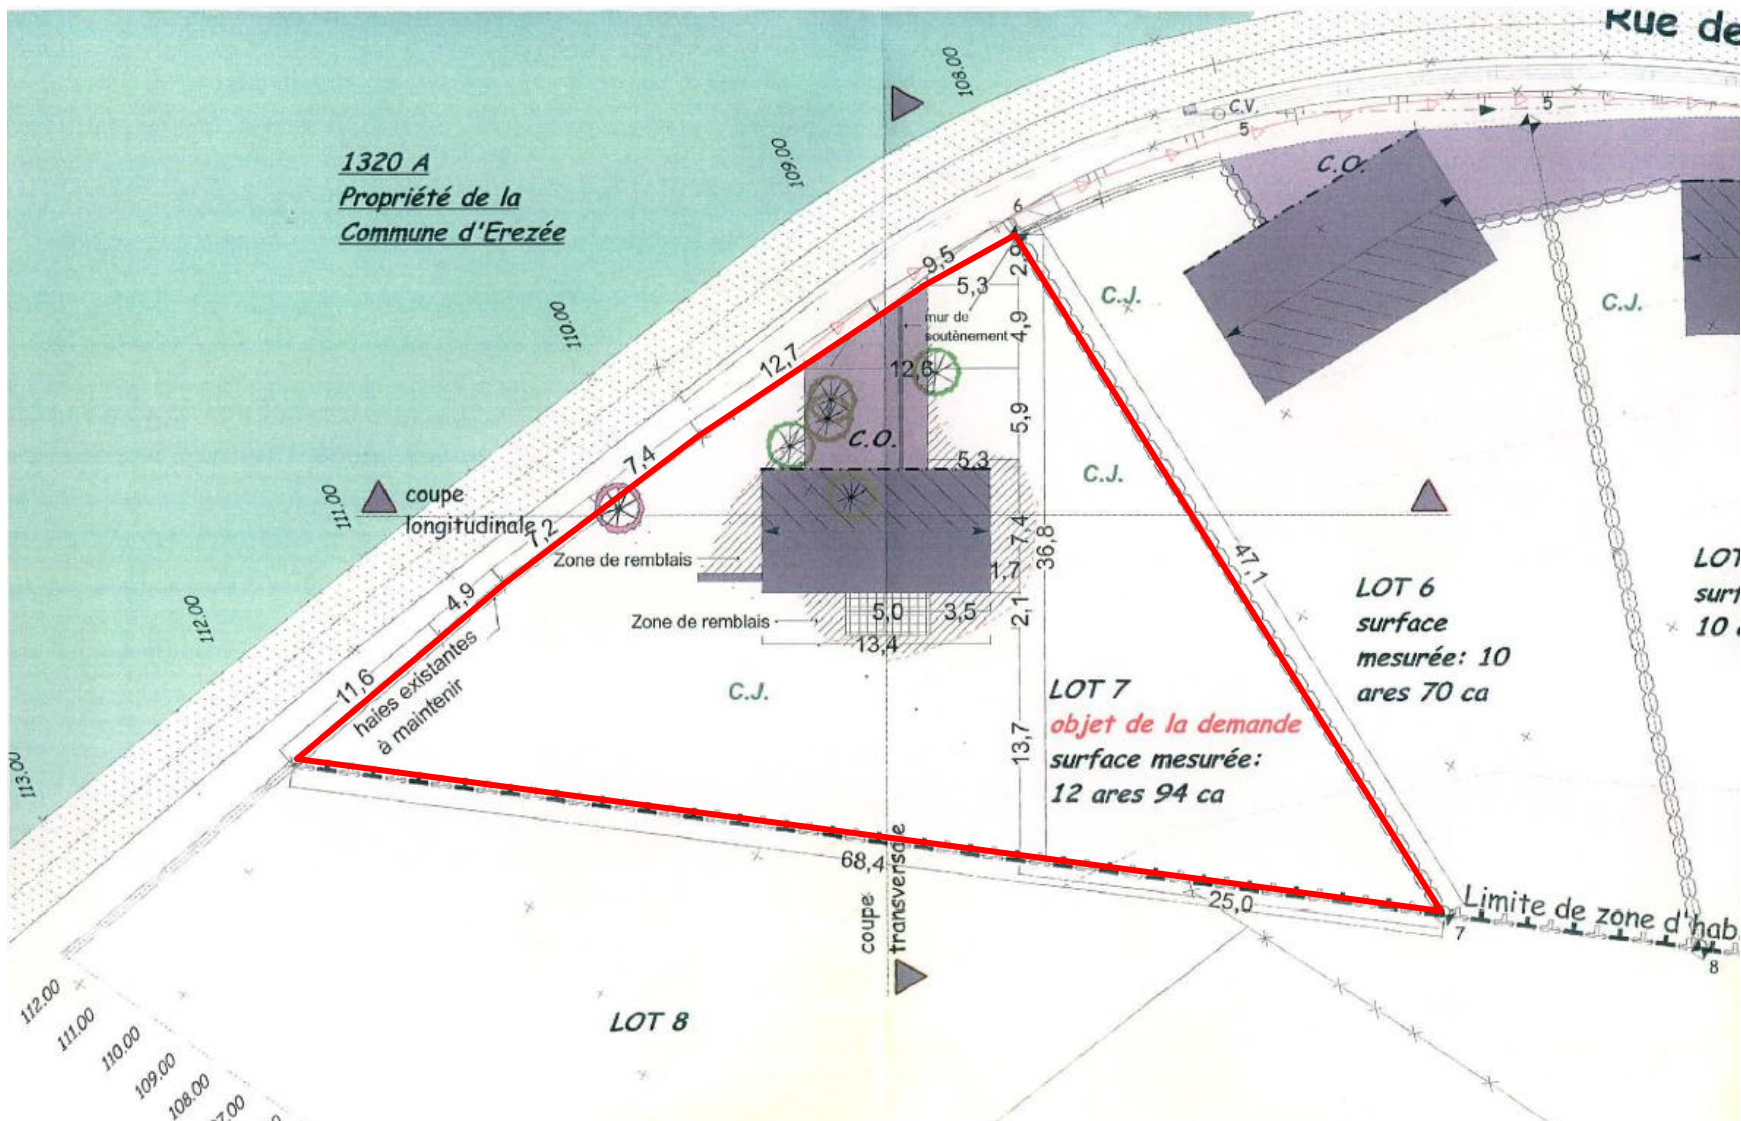 Rue de
108.00
C.V.
5
5
1320 A
Propriété de la
Commune d'Erezée
109.00
C.O.
6
9,5
2,9
5,3
C.J.
C.J.
110.00
mur de
soutènement
4,9
12,7
12,6
C.O.
5,9
7,4
5,3
C.J.
111.00
coupe
longitudinale
7,2
7,4
36,8
47,1
Zone de remblais
1,7
4,9
5,0
3,5
2,1
Zone de remblais
13,4
112.00
LOT 6
surface
mesurée: 10
ares 70 ca
LOT
surf
10
11,6
haies existantes
à maintenir
C.J.
LOT 7
objet de la demande
surface mesurée:
12 ares 94 ca
13,7
113.00
68,4
coupe
transversale
25,0
Limite de zone d'hab
7
8
LOT 8
112.00
111.00
110.00
109.00
108.00